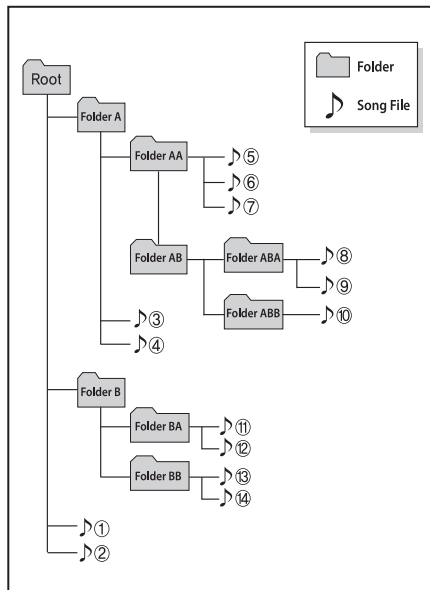 Root
Folder
Song File
Folder A
Folder AA
⑤
⑥
⑦
Folder AB
Folder ABA
⑧
⑨
Folder ABB
⑩
③
④
Folder B
Folder BA
⑪
⑫
Folder BB
⑬
⑭
①
②